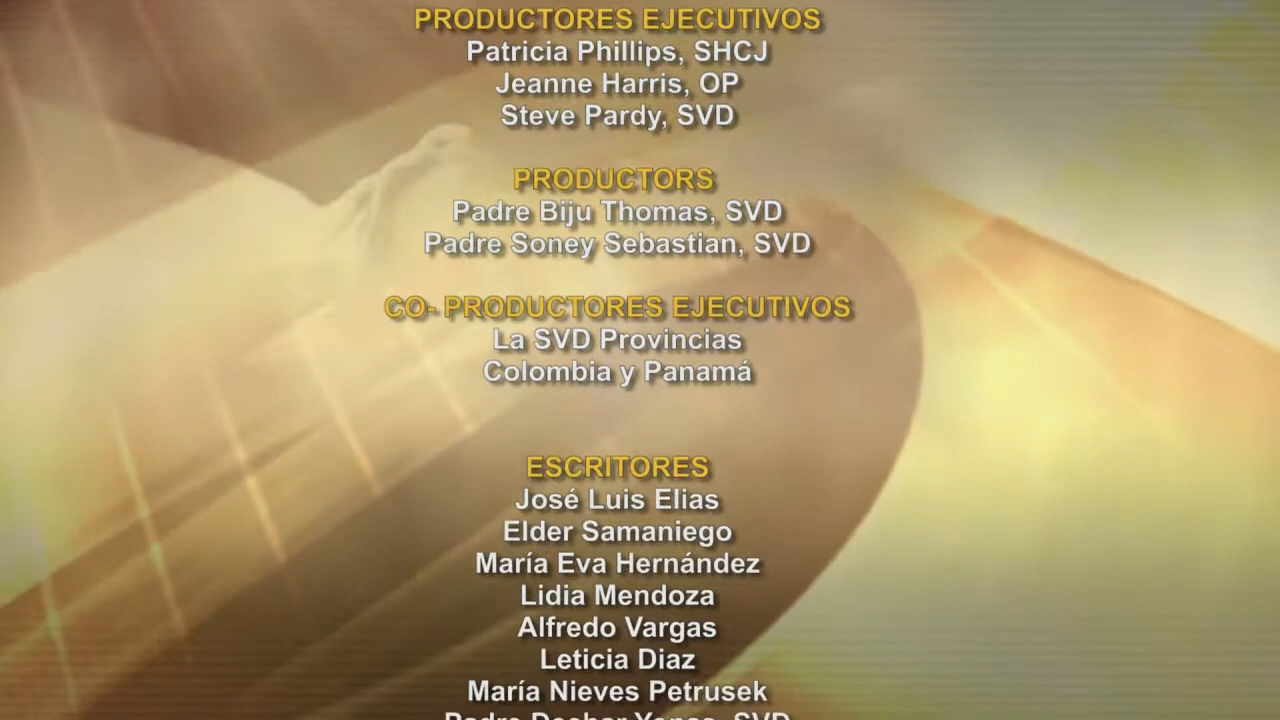 PRODUCTORES EJECUTIVOS
Patricia Phillips, SHCJ
Jeanne Harris, OP
Steve Pardy, SVD
PRODUCTORS
Padre Biju Thomas, SVD
Padre Soney Sebastian, SVD
CO- PRODUCTORES EJECUTIVOS
La SVD Provincias
Colombia y Panamá
ESCRITORES
José Luis Elias
Elder Samaniego
María Eva Hernández
Lidia Mendoza
Alfredo Vargas
Leticia Diaz
María Nieves Petrusek
Padre